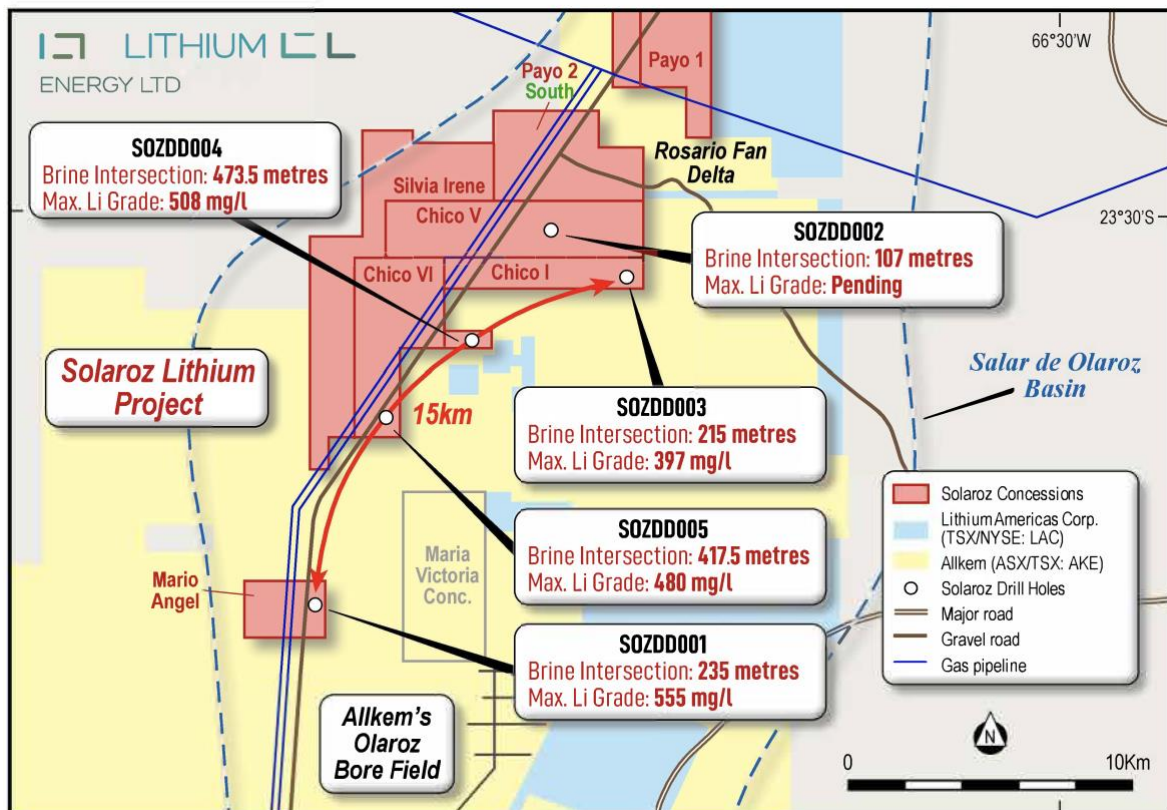 LITHIUM
ENERGY LTD
66°30'W
Payo 1
Payo 2
South
SOZDD004
Brine Intersection: 473.5 metres
Max. Li Grade: 508 mg/l
Rosario Fan
Delta
Silvia Irene
Chico V
23°30'S
SOZDD002
Brine Intersection: 107 metres
Max. Li Grade: Pending
Chico VI
Chico I
Solaroz Lithium
Project
15km
Salar de Olaroz
Basin
SOZDD003
Brine Intersection: 215 metres
Max. Li Grade: 397 mg/l
Solaroz Concessions
Lithium Americas Corp.
(TSX/NYSE: LAC)
Allkem (ASX/TSX: AKE)
Solaroz Drill Holes
Major road
Gravel road
Gas pipeline
SOZDD005
Brine Intersection: 417.5 metres
Max. Li Grade: 480 mg/l
Maria
Victoria
Conc.
Mario
Angel
SOZDD001
Brine Intersection: 235 metres
Max. Li Grade: 555 mg/l
Allkem's
Olaroz
Bore Field
N
0
10Km